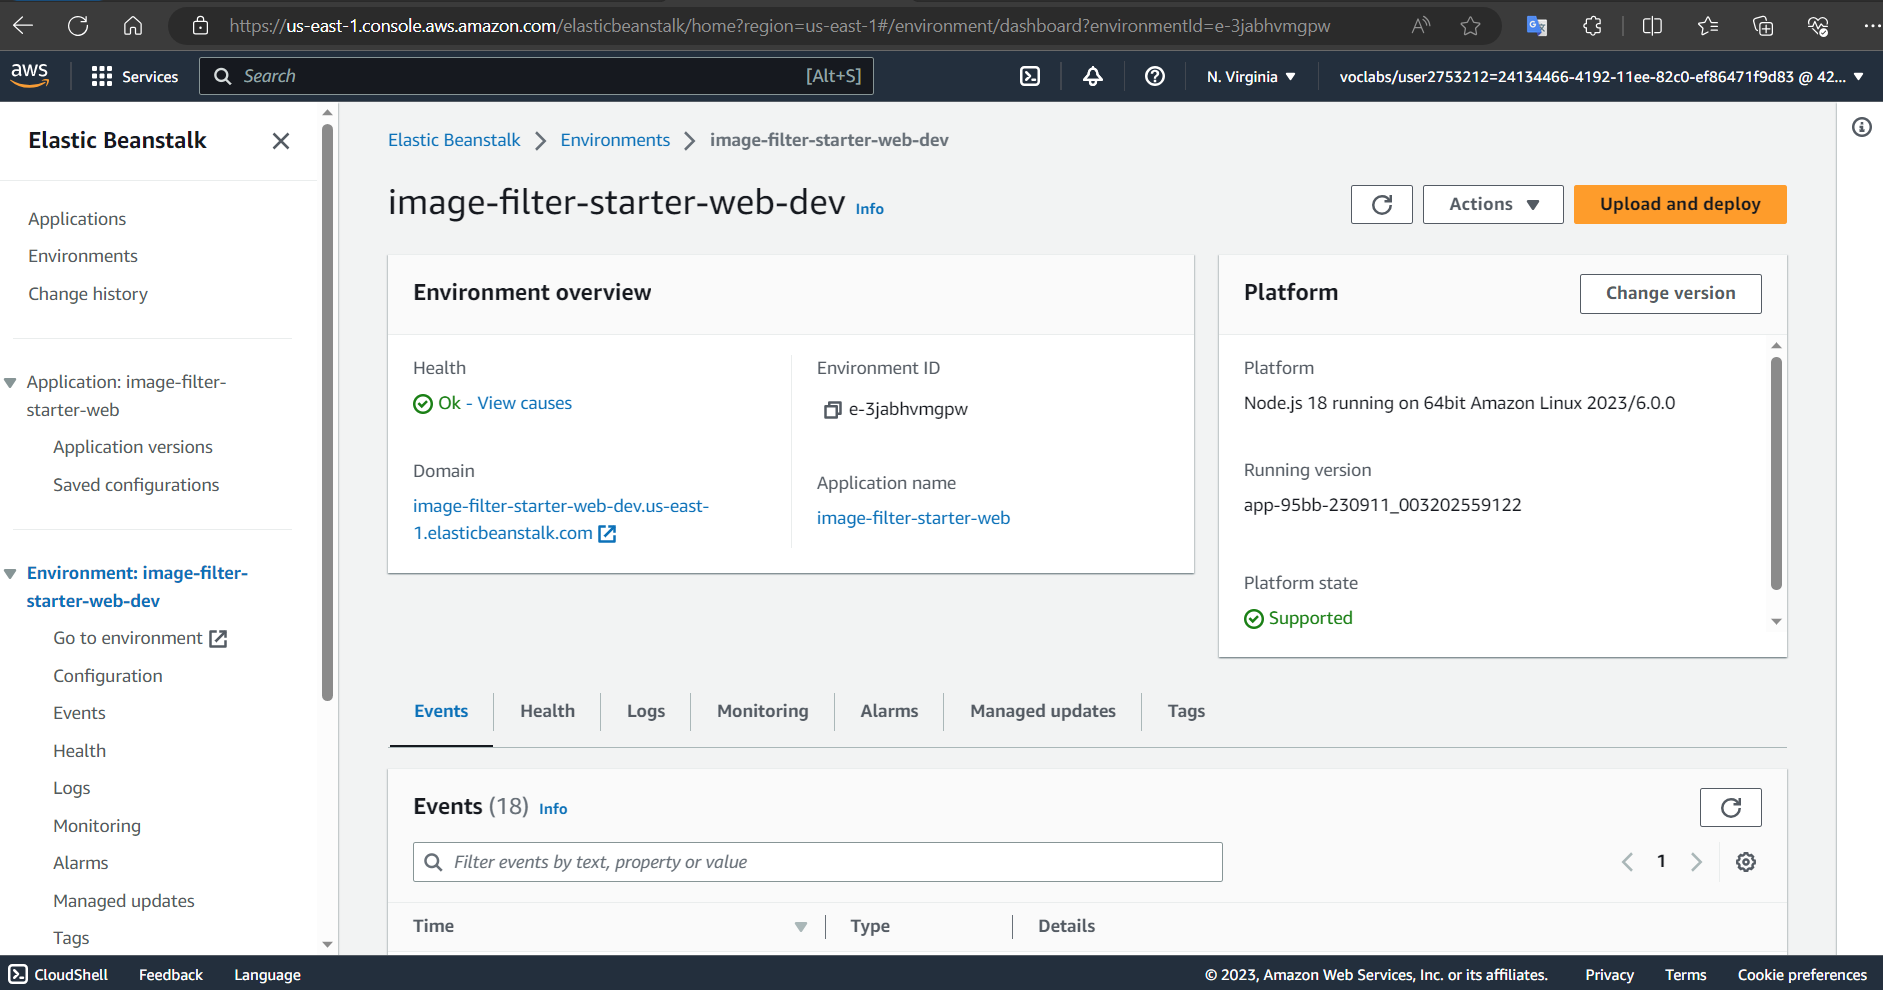 https://us-east-1.console.aws.amazon.com/elasticbeanstalk/home?region=us-east-1#/environment/dashboard?environmentId=e-3jabhvmgpw
aws Services Search [Alt+S] N. Virginia ▼ voclabs/user2753212=24134466-4192-11ee-82c0-ef86471f9d83 @ 42... ▼
Elastic Beanstalk
Applications
Environments
Change history
Application: image-filter-
starter-web
Application versions
Saved configurations
Environment: image-filter-
starter-web-dev
Go to environment
Configuration
Events
Health
Logs
Monitoring
Alarms
Managed updates
Tags
Elastic Beanstalk > Environments > image-filter-starter-web-dev
image-filter-starter-web-dev Info
Actions ▼ Upload and deploy
Environment overview
Health
Ok - View causes
Domain
image-filter-starter-web-dev.us-east-
1.elasticbeanstalk.com
Environment ID
e-3jabhvmgpw
Application name
image-filter-starter-web
Platform Change version
Platform
Node.js 18 running on 64bit Amazon Linux 2023/6.0.0
Running version
app-95bb-230911_003202559122
Platform state
Supported
Events Health Logs Monitoring Alarms Managed updates Tags
Events (18) Info
Filter events by text, property or value
1
Time Type Details
CloudShell Feedback Language © 2023, Amazon Web Services, Inc. or its affiliates. Privacy Terms Cookie preferences